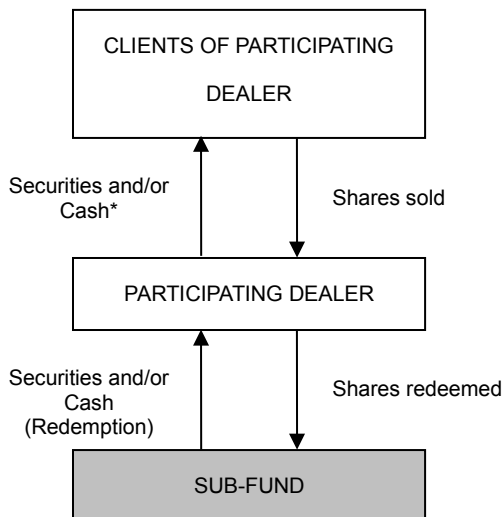 CLIENTS OF PARTICIPATING
DEALER
Securities and/or
Cash*
Shares sold
PARTICIPATING DEALER
Securities and/or
Cash
(Redemption)
Shares redeemed
SUB-FUND